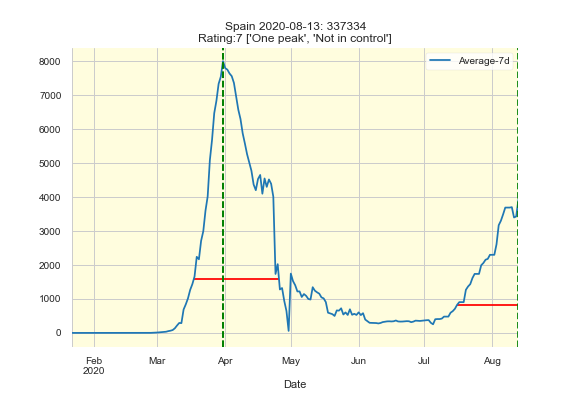 Spain 2020-08-13: 337334
Rating:7 ['One peak', 'Not in control']
Average-7d
8000
7000
6000
5000
4000
3000
2000
1000
0
Feb Mar Apr May Jun Jul Aug
2020
Date